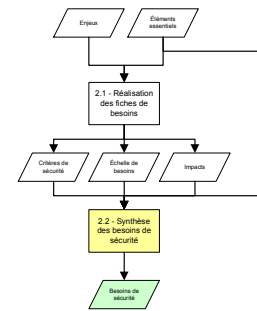 Enjeux
Éléments
essentiels
2.1 - Réalisation
des fiches de
besoins
Critères de
sécurité
Échelle de
besoins
Impacts
2.2 - Synthèse
des besoins de
sécurité
Besoins de
sécurité